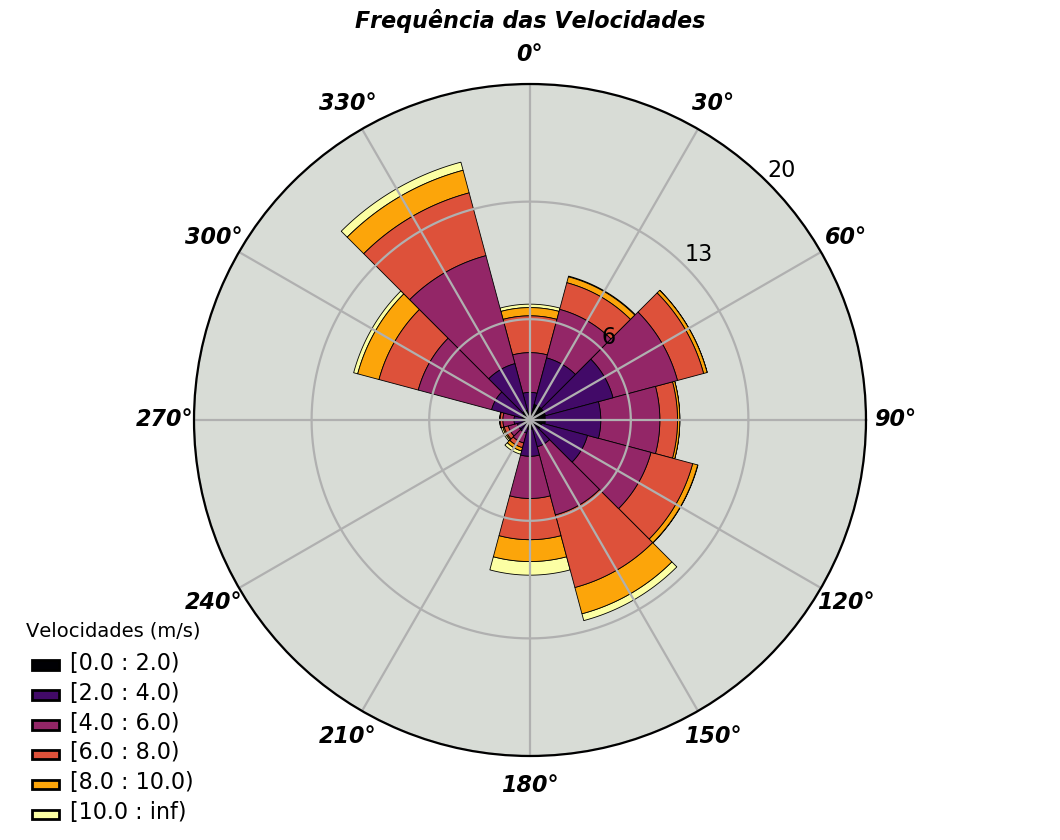 Frequência das Velocidades
0°
330°
30°
20
300°
60°
13
6
270°
90°
240°
120°
210°
150°
180°
Velocidades (m/s)
[0.0 : 2.0)
[2.0 : 4.0)
[4.0 : 6.0)
[6.0 : 8.0)
[8.0 : 10.0)
[10.0 : inf)